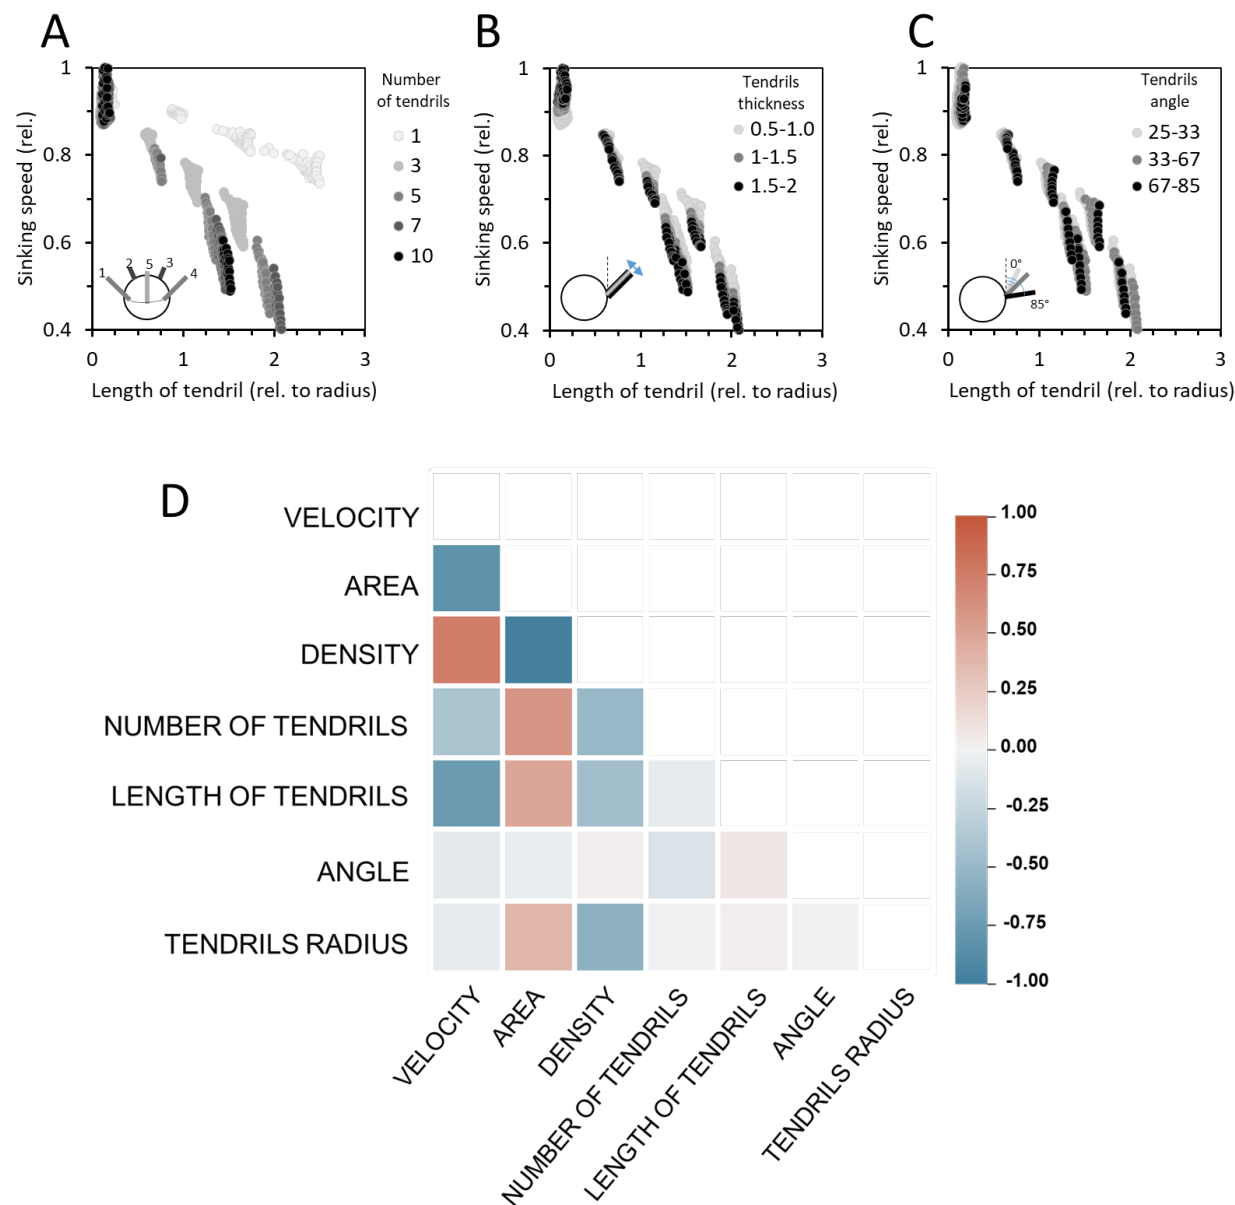 A
Sinking speed (rel.)
1
0.8
0.6
0.4
0
1
2
3
Length of tendril (rel. to radius)
Number
of tendrils
1
3
5
7
10
1
2
5
3
4
B
Sinking speed (rel.)
1
0.8
0.6
0.4
0
1
2
3
Length of tendril (rel. to radius)
Tendrils
thickness
0.5-1.0
1-1.5
1.5-2
C
Sinking speed (rel.)
1
0.8
0.6
0.4
0
1
2
3
Length of tendril (rel. to radius)
Tendrils
angle
25-33
33-67
67-85
0°
85°
D
VELOCITY
AREA
DENSITY
NUMBER OF TENDRILS
LENGTH OF TENDRILS
ANGLE
TENDRILS RADIUS
VELOCITY
AREA
DENSITY
NUMBER OF TENDRILS
LENGTH OF TENDRILS
ANGLE
TENDRILS RADIUS
1.00
0.75
0.50
0.25
0.00
-0.25
-0.50
-0.75
-1.00